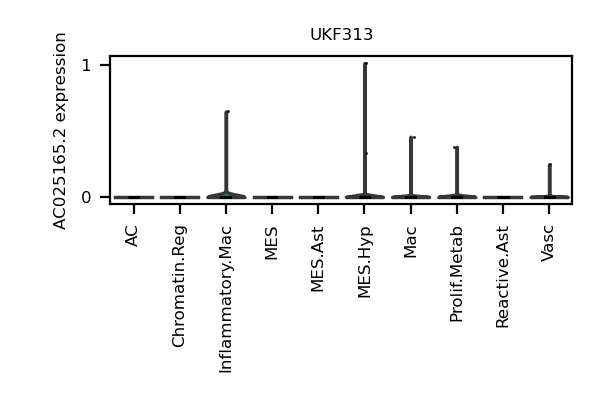 UKF313
AC025165.2 expression
1
0
AC
Chromatin.Reg
Inflammatory.Mac
MES
MES.Ast
MES.Hyp
Mac
Prolif.Metab
Reactive.Ast
Vasc